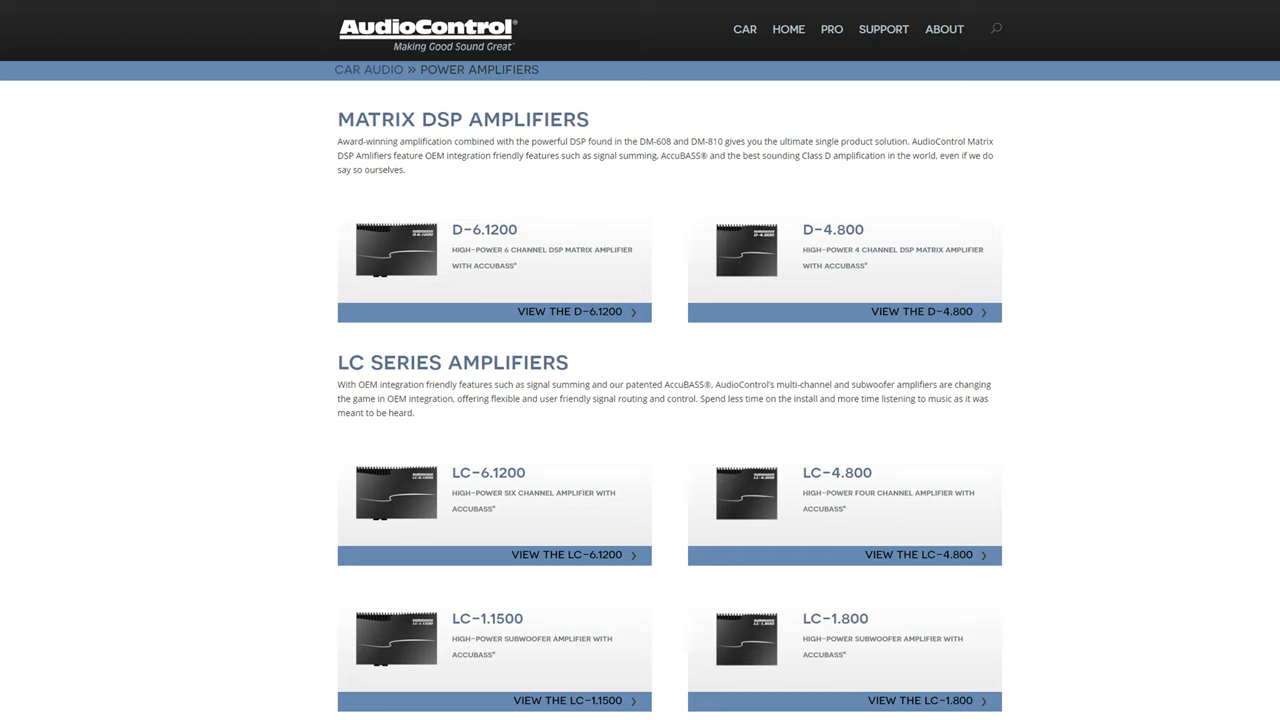 AudioControl®
Making Good Sound Great™
CAR HOME PRO SUPPORT ABOUT
CAR AUDIO » POWER AMPLIFIERS
MATRIX DSP AMPLIFIERS
Award-winning amplification combined with the powerful DSP found in the DM-608 and DM-810 gives you the ultimate single product solution. AudioControl Matrix
DSP Amlifiers feature OEM integration friendly features such as signal summing, AccuBASS® and the best sounding Class D amplification in the world, even if we do
say so ourselves.
D-6.1200
HIGH-POWER 6 CHANNEL DSP MATRIX AMPLIFIER
WITH ACCUBASS®
VIEW THE D-6.1200
D-4.800
HIGH-POWER 4 CHANNEL DSP MATRIX AMPLIFIER
WITH ACCUBASS®
VIEW THE D-4.800
LC SERIES AMPLIFIERS
With OEM integration friendly features such as signal summing and our patented AccuBASS®, AudioControl's multi-channel and subwoofer amplifiers are changing
the game in OEM integration, offering flexible and user friendly signal routing and control. Spend less time on the install and more time listening to music as it was
meant to be heard.
LC-6.1200
HIGH-POWER SIX CHANNEL AMPLIFIER WITH
ACCUBASS®
VIEW THE LC-6.1200
LC-4.800
HIGH-POWER FOUR CHANNEL AMPLIFIER WITH
ACCUBASS®
VIEW THE LC-4.800
LC-1.1500
HIGH-POWER SUBWOOFER AMPLIFIER WITH
ACCUBASS®
VIEW THE LC-1.1500
LC-1.800
HIGH-POWER SUBWOOFER AMPLIFIER WITH
ACCUBASS®
VIEW THE LC-1.800